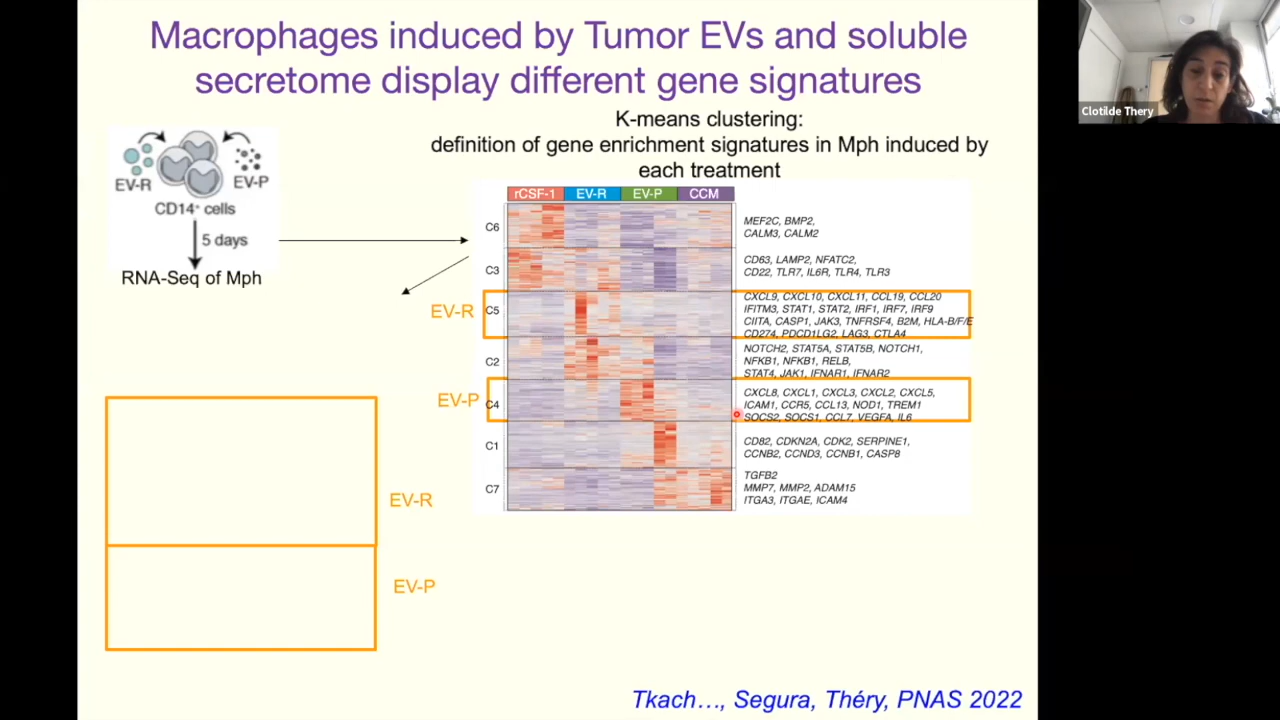 Macrophages induced by Tumor EVs and soluble
secretome display different gene signatures
K-means clustering:
definition of gene enrichment signatures in Mph induced by
each treatment
EV-R
EV-P
CD14+ cells
5 days
RNA-Seq of Mph
rCSF-1 EV-R EV-P CCM
C6
MEF2C, BMP2,
CALM3, CALM2
C3
CD63, LAMP2, NFATC2,
CD22, TLR7, IL6R, TLR4, TLR3
EV-R
C5
CXCL9, CXCL10, CXCL11, CCL19, CCL20
IFITM3, STAT1, STAT2, IRF1, IRF7, IRF9
CIITA, CASP1, JAK3, TNFRSF4, B2M, HLA-B/F/E
CD274, PDCD1LG2, LAG3, CTLA4
C2
NOTCH2, STAT5A, STAT5B, NOTCH1,
NFKB1, NFKB1, RELB,
STAT4, JAK1, IFNAR1, IFNAR2
EV-P
C4
CXCL8, CXCL1, CXCL3, CXCL2, CXCL5,
ICAM1, CCR5, CCL13, NOD1, TREM1
SOCS2, SOCS1, CCL7, VEGFA, IL6
C1
CD82, CDKN2A, CDK2, SERPINE1,
CCNB2, CCND3, CCNB1, CASP8
C7
TGFB2
MMP7, MMP2, ADAM15
ITGA3, ITGAE, ICAM4
EV-R
EV-P
Tkach…, Segura, Théry, PNAS 2022
Clotilde Thery